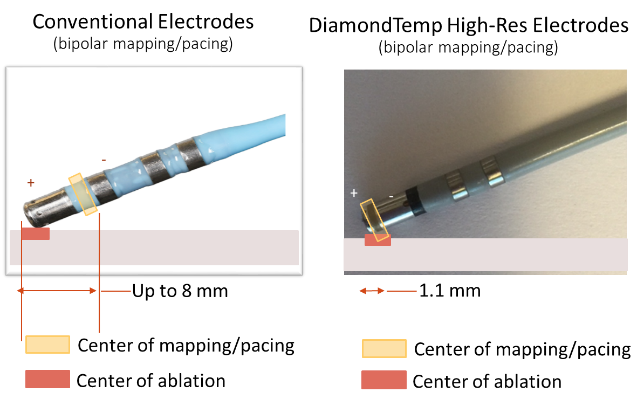 Conventional Electrodes
(bipolar mapping/pacing)
+
-
Up to 8 mm
Center of mapping/pacing
Center of ablation
DiamondTemp High-Res Electrodes
(bipolar mapping/pacing)
+
-
1.1 mm
Center of mapping/pacing
Center of ablation